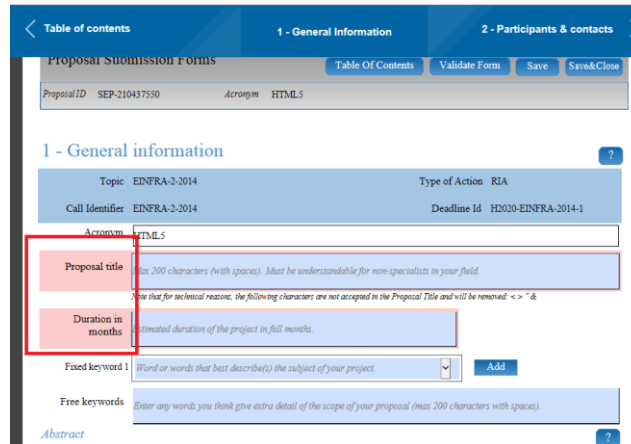 Table of contents 1 - General Information 2 - Participants & contacts
Proposal Submission Forms Table Of Contents Validate Form Save Save&Close
Proposal ID SEP-210437550 Acronym HTML5
1 - General information ?
Topic EINFRA-2-2014 Type of Action RIA
Call Identifier EINFRA-2-2014 Deadline Id H2020-EINFRA-2014-1
Acronym HTML5
Proposal title Max 200 characters (with spaces). Must be understandable for non-specialists in your field.
Note that for technical reasons, the following characters are not accepted in the Proposal Title and will be removed: < > " &
Duration in
months Estimated duration of the project in full months.
Fixed keyword 1 Word or words that best describe(s) the subject of your project. Add
Free keywords Enter any words you think give extra detail of the scope of your proposal (max 200 characters with spaces).
Abstract ?